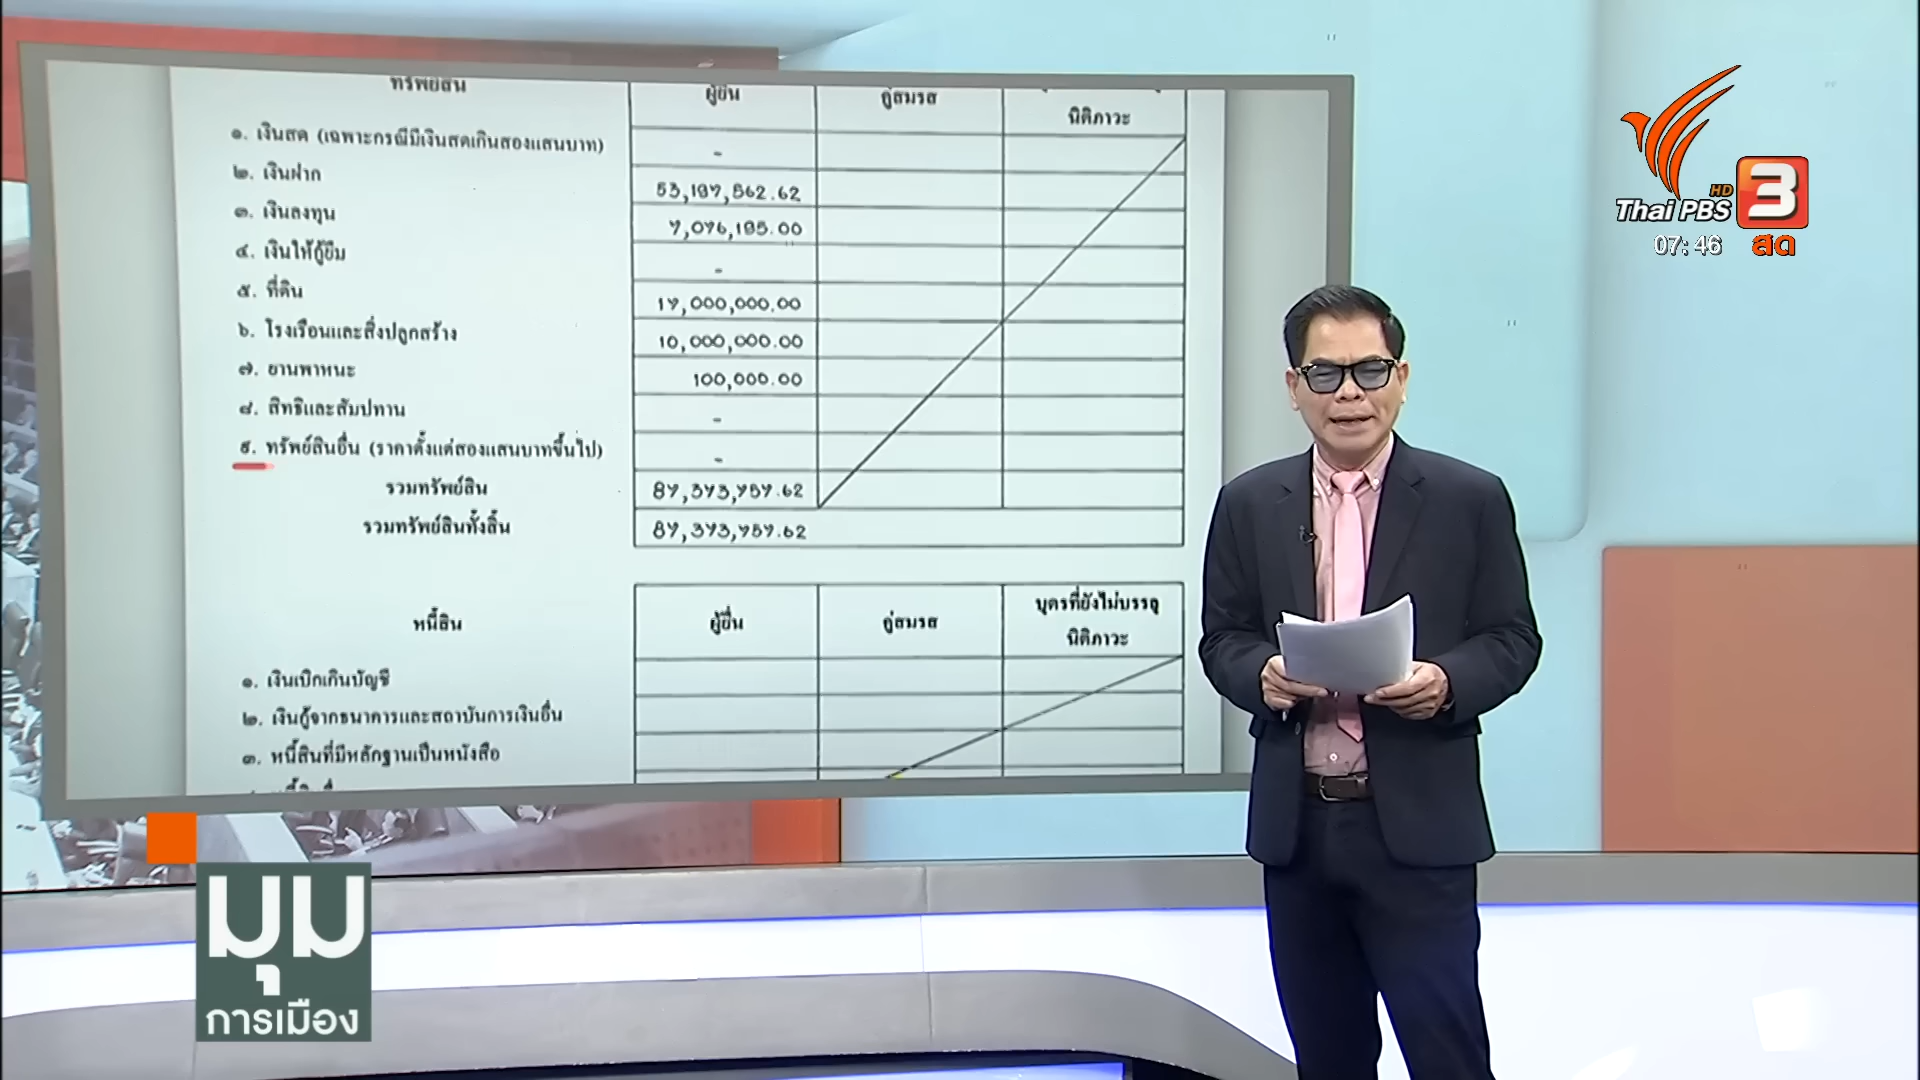 ทรัพย์สิน ผู้ยื่น คู่สมรส นิติภาวะ
๑. เงินสด (เฉพาะกรณีมีเงินสดเกินสองแสนบาท) -
๒. เงินฝาก 53,197,562.62
๓. เงินลงทุน 7,076,195.00
๔. เงินให้กู้ยืม -
๕. ที่ดิน 17,000,000.00
๖. โรงเรือนและสิ่งปลูกสร้าง 10,000,000.00
๗. ยานพาหนะ 100,000.00
๘. สิทธิและสัมปทาน -
๙. ทรัพย์สินอื่น (ราคาตั้งแต่สองแสนบาทขึ้นไป) -
รวมทรัพย์สิน 87,373,757.62
รวมทรัพย์สินทั้งสิ้น 87,373,757.62
หนี้สิน ผู้ยื่น คู่สมรส บุตรที่ยังไม่บรรลุ
นิติภาวะ
๑. เงินเบิกเกินบัญชี
๒. เงินกู้จากธนาคารและสถาบันการเงินอื่น
๓. หนี้สินที่มีหลักฐานเป็นหนังสือ
HD
Thai PBS 3
07:46 สด
มุม
การเมือง